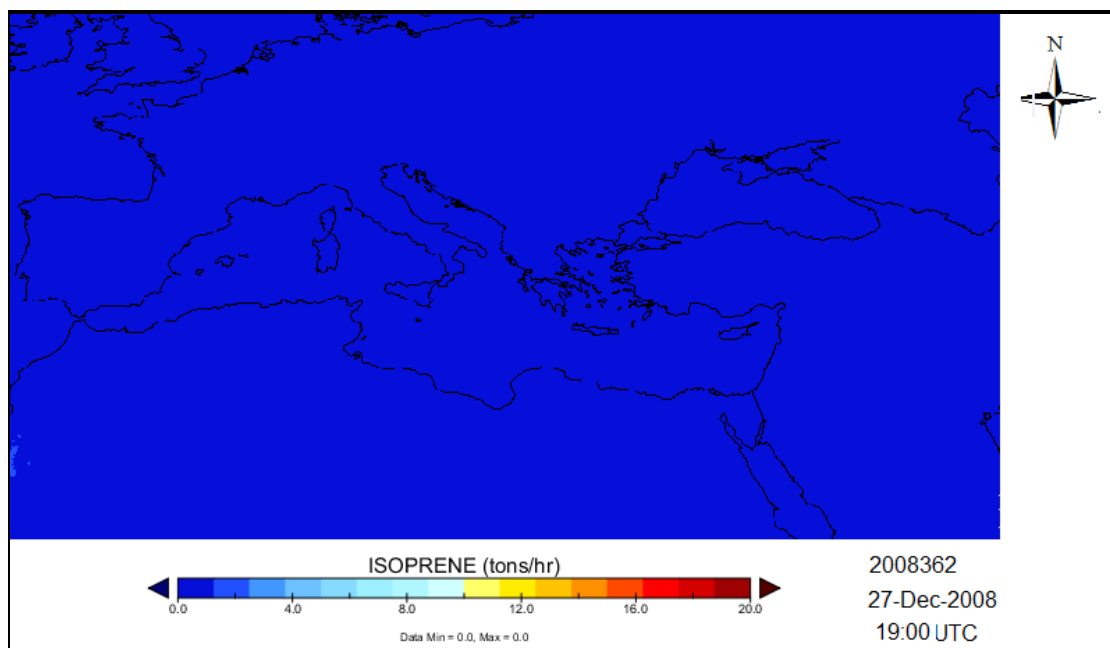 N
ISOPRENE (tons/hr)
0.0 4.0 8.0 12.0 16.0 20.0
Data Min = 0.0, Max = 0.0
2008362
27-Dec-2008
19:00 UTC